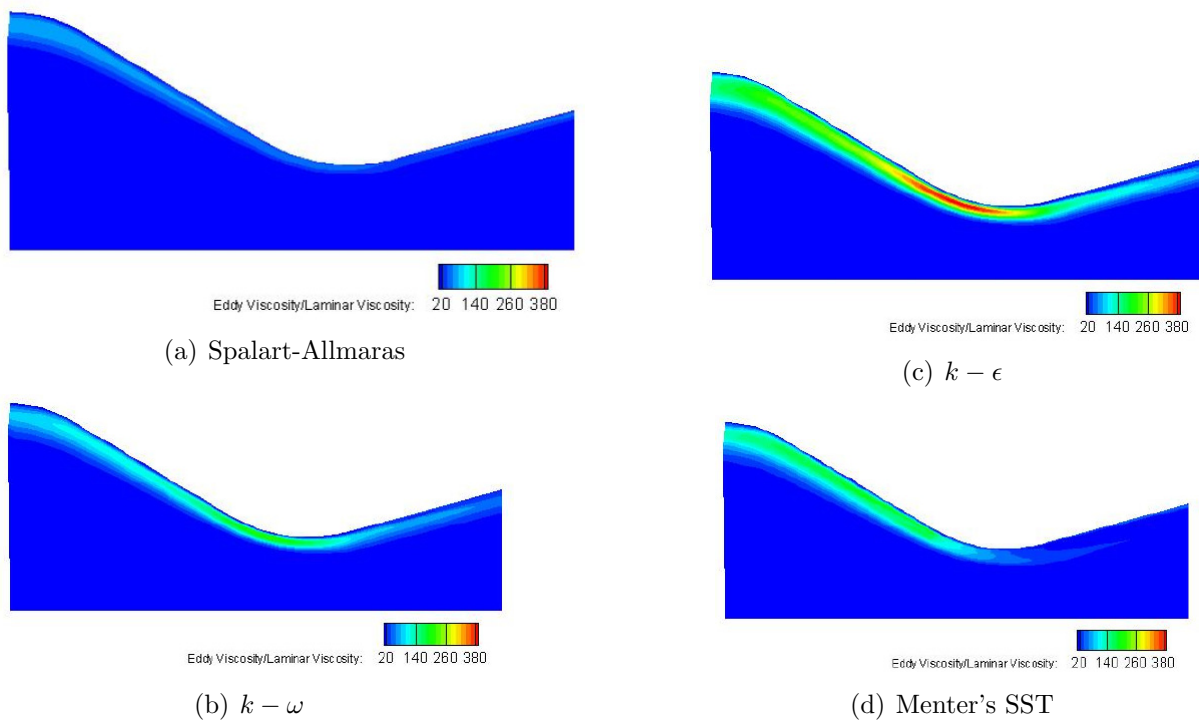 20 140 260 380
Eddy Viscosity/Laminar Viscosity:
(a) Spalart-Allmaras
20 140 260 380
Eddy Viscosity/Laminar Viscosity:
(c) k − ϵ
20 140 260 380
Eddy Viscosity/Laminar Viscosity:
(b) k − ω
20 140 260 380
Eddy Viscosity/Laminar Viscosity:
(d) Menter's SST